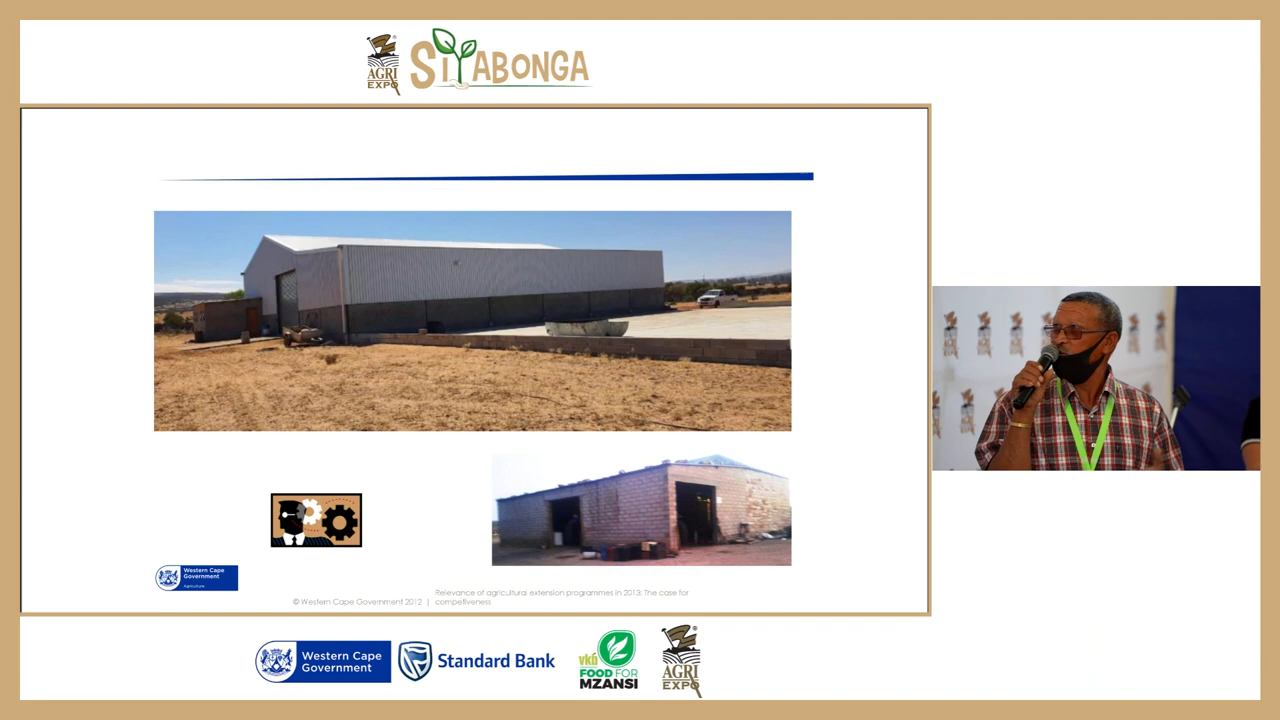 AGRI
EXPO
®
SIYABONGA
Western Cape
Government
Agriculture
© Western Cape Government 2012 |
Relevance of agricultural extension programmes in 2013: The case for
competiveness
Western Cape
Government
Standard Bank
vkb
FOOD FOR
MZANSI
®
AGRI
EXPO